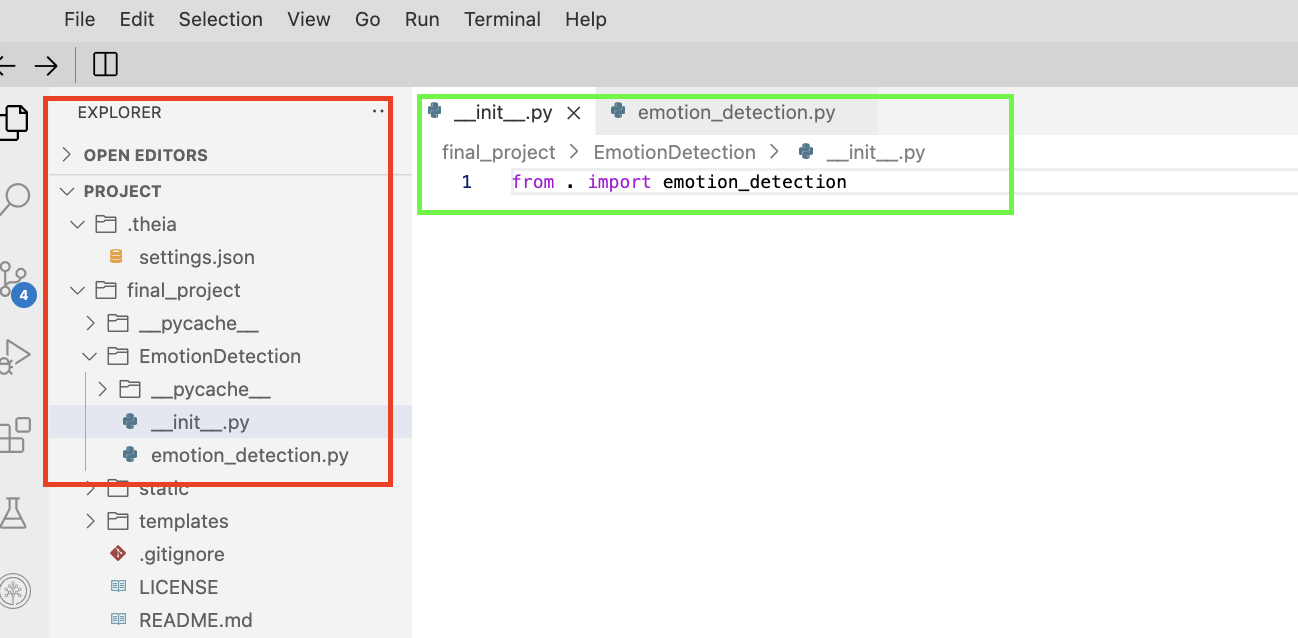 File Edit Selection View Go Run Terminal Help
EXPLORER
OPEN EDITORS
PROJECT
.theia
settings.json
final_project
__pycache__
EmotionDetection
__pycache__
__init__.py
emotion_detection.py
static
templates
.gitignore
LICENSE
README.md
4
__init__.py emotion_detection.py
final_project EmotionDetection __init__.py
1 from . import emotion_detection